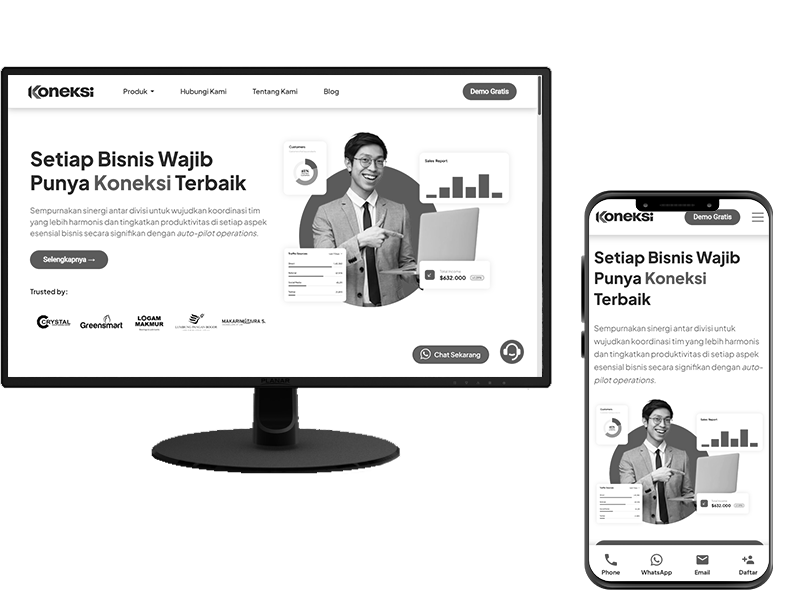 Koneksi
Produk
Hubungi Kami
Tentang Kami
Blog
Demo Gratis
Setiap Bisnis Wajib
Punya Koneksi Terbaik
Sempurnakan sinergi antar divisi untuk wujudkan koordinasi tim
yang lebih harmonis dan tingkatkan produktivitas di setiap aspek
esensial bisnis secara signifikan dengan auto-pilot operations.
Selengkapnya →
Trusted by:
CRYSTAL
Greensmart
LOGAM
MAKMUR
Customers
Sales Report
Traffic Sources
$632.000
Chat Sekarang
Koneksi
Demo Gratis
Setiap Bisnis Wajib
Punya Koneksi
Terbaik
Sempurnakan sinergi antar divisi untuk
wujudkan koordinasi tim yang lebih harmonis
dan tingkatkan produktivitas di setiap aspek
esensial bisnis secara signifikan dengan auto-
pilot operations.
Customers
Sales Report
$632.000
Phone
WhatsApp
Email
Daftar